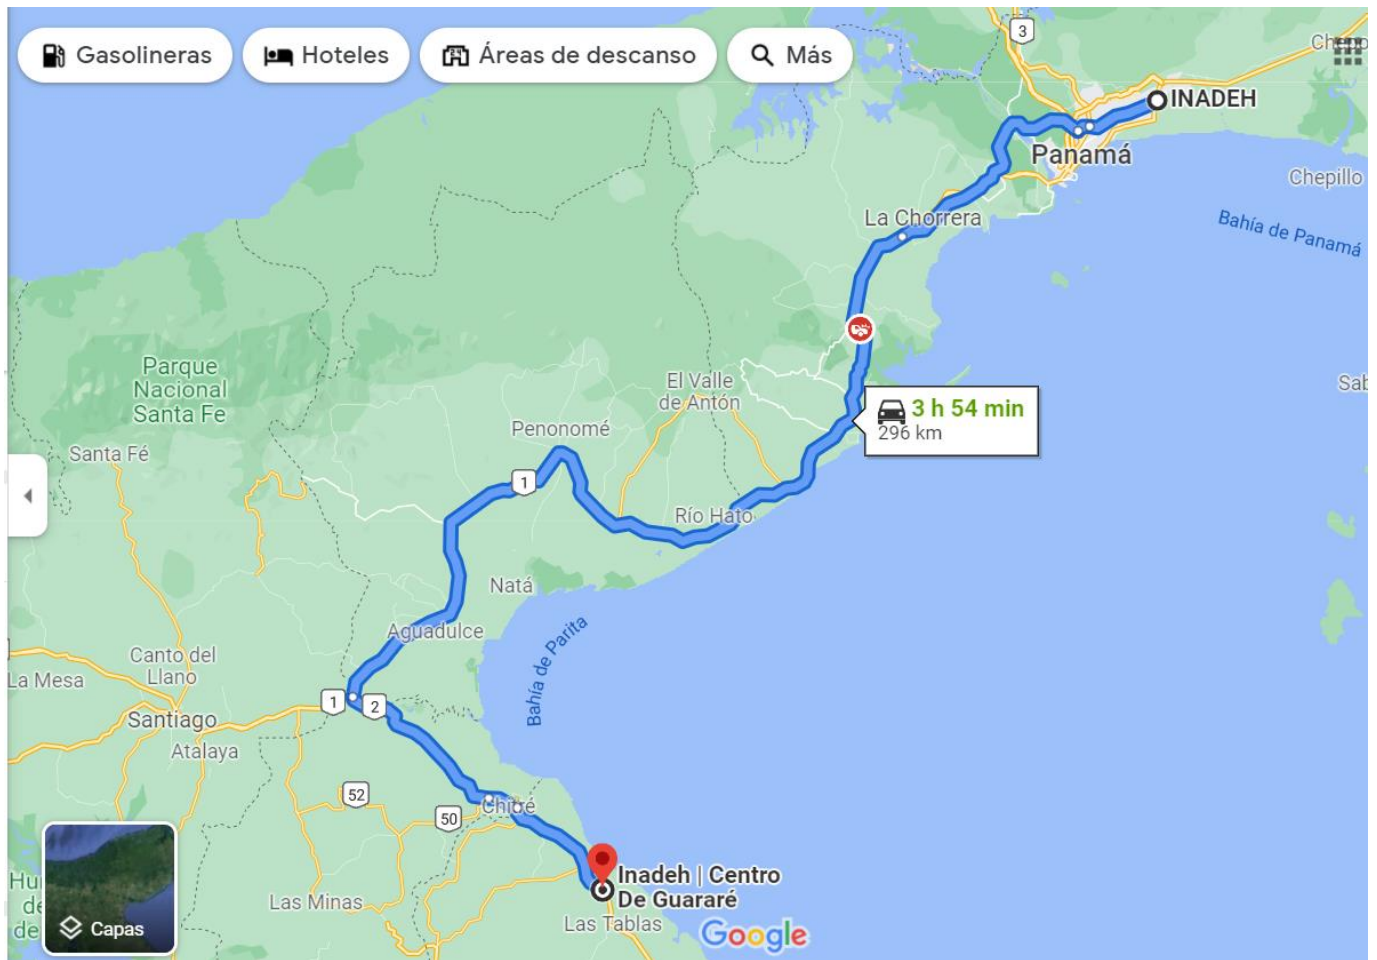 Gasolineras
Hoteles
Áreas de descanso
Más
3
INADEH
Panamá
Chepillo
Bahía de Panamá
La Chorrera
Parque
Nacional
Santa Fe
El Valle
de Antón
3 h 54 min
296 km
Penonomé
Santa Fé
1
Río Hato
Natá
Aguadulce
Bahía de Parita
Canto del
Llano
La Mesa
1
2
Santiago
Atalaya
52
50
Chitré
Inadeh | Centro
De Guararé
Las Minas
Las Tablas
Capas
Google